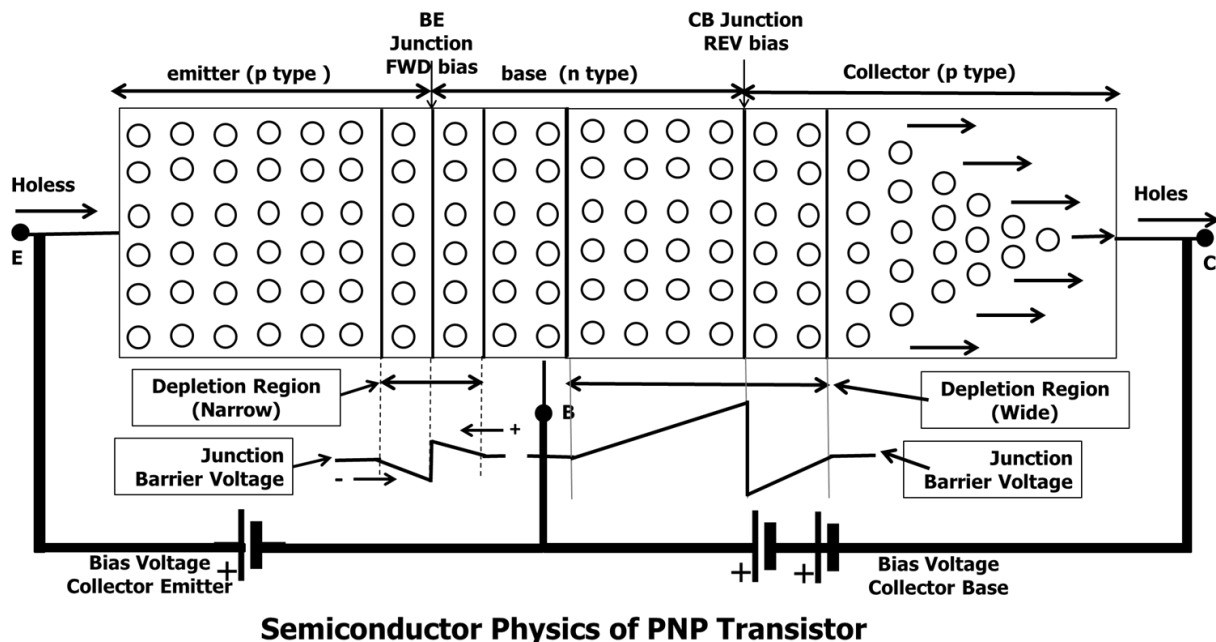 BE
Junction
FWD bias
CB Junction
REV bias
emitter (p type )
base (n type)
Collector (p type)
Holess
E
Holes
C
Depletion Region
(Narrow)
B
Depletion Region
(Wide)
+
Junction
Barrier Voltage
-
Junction
Barrier Voltage
Bias Voltage
Collector Emitter
+
+
+
Bias Voltage
Collector Base
Semiconductor Physics of PNP Transistor